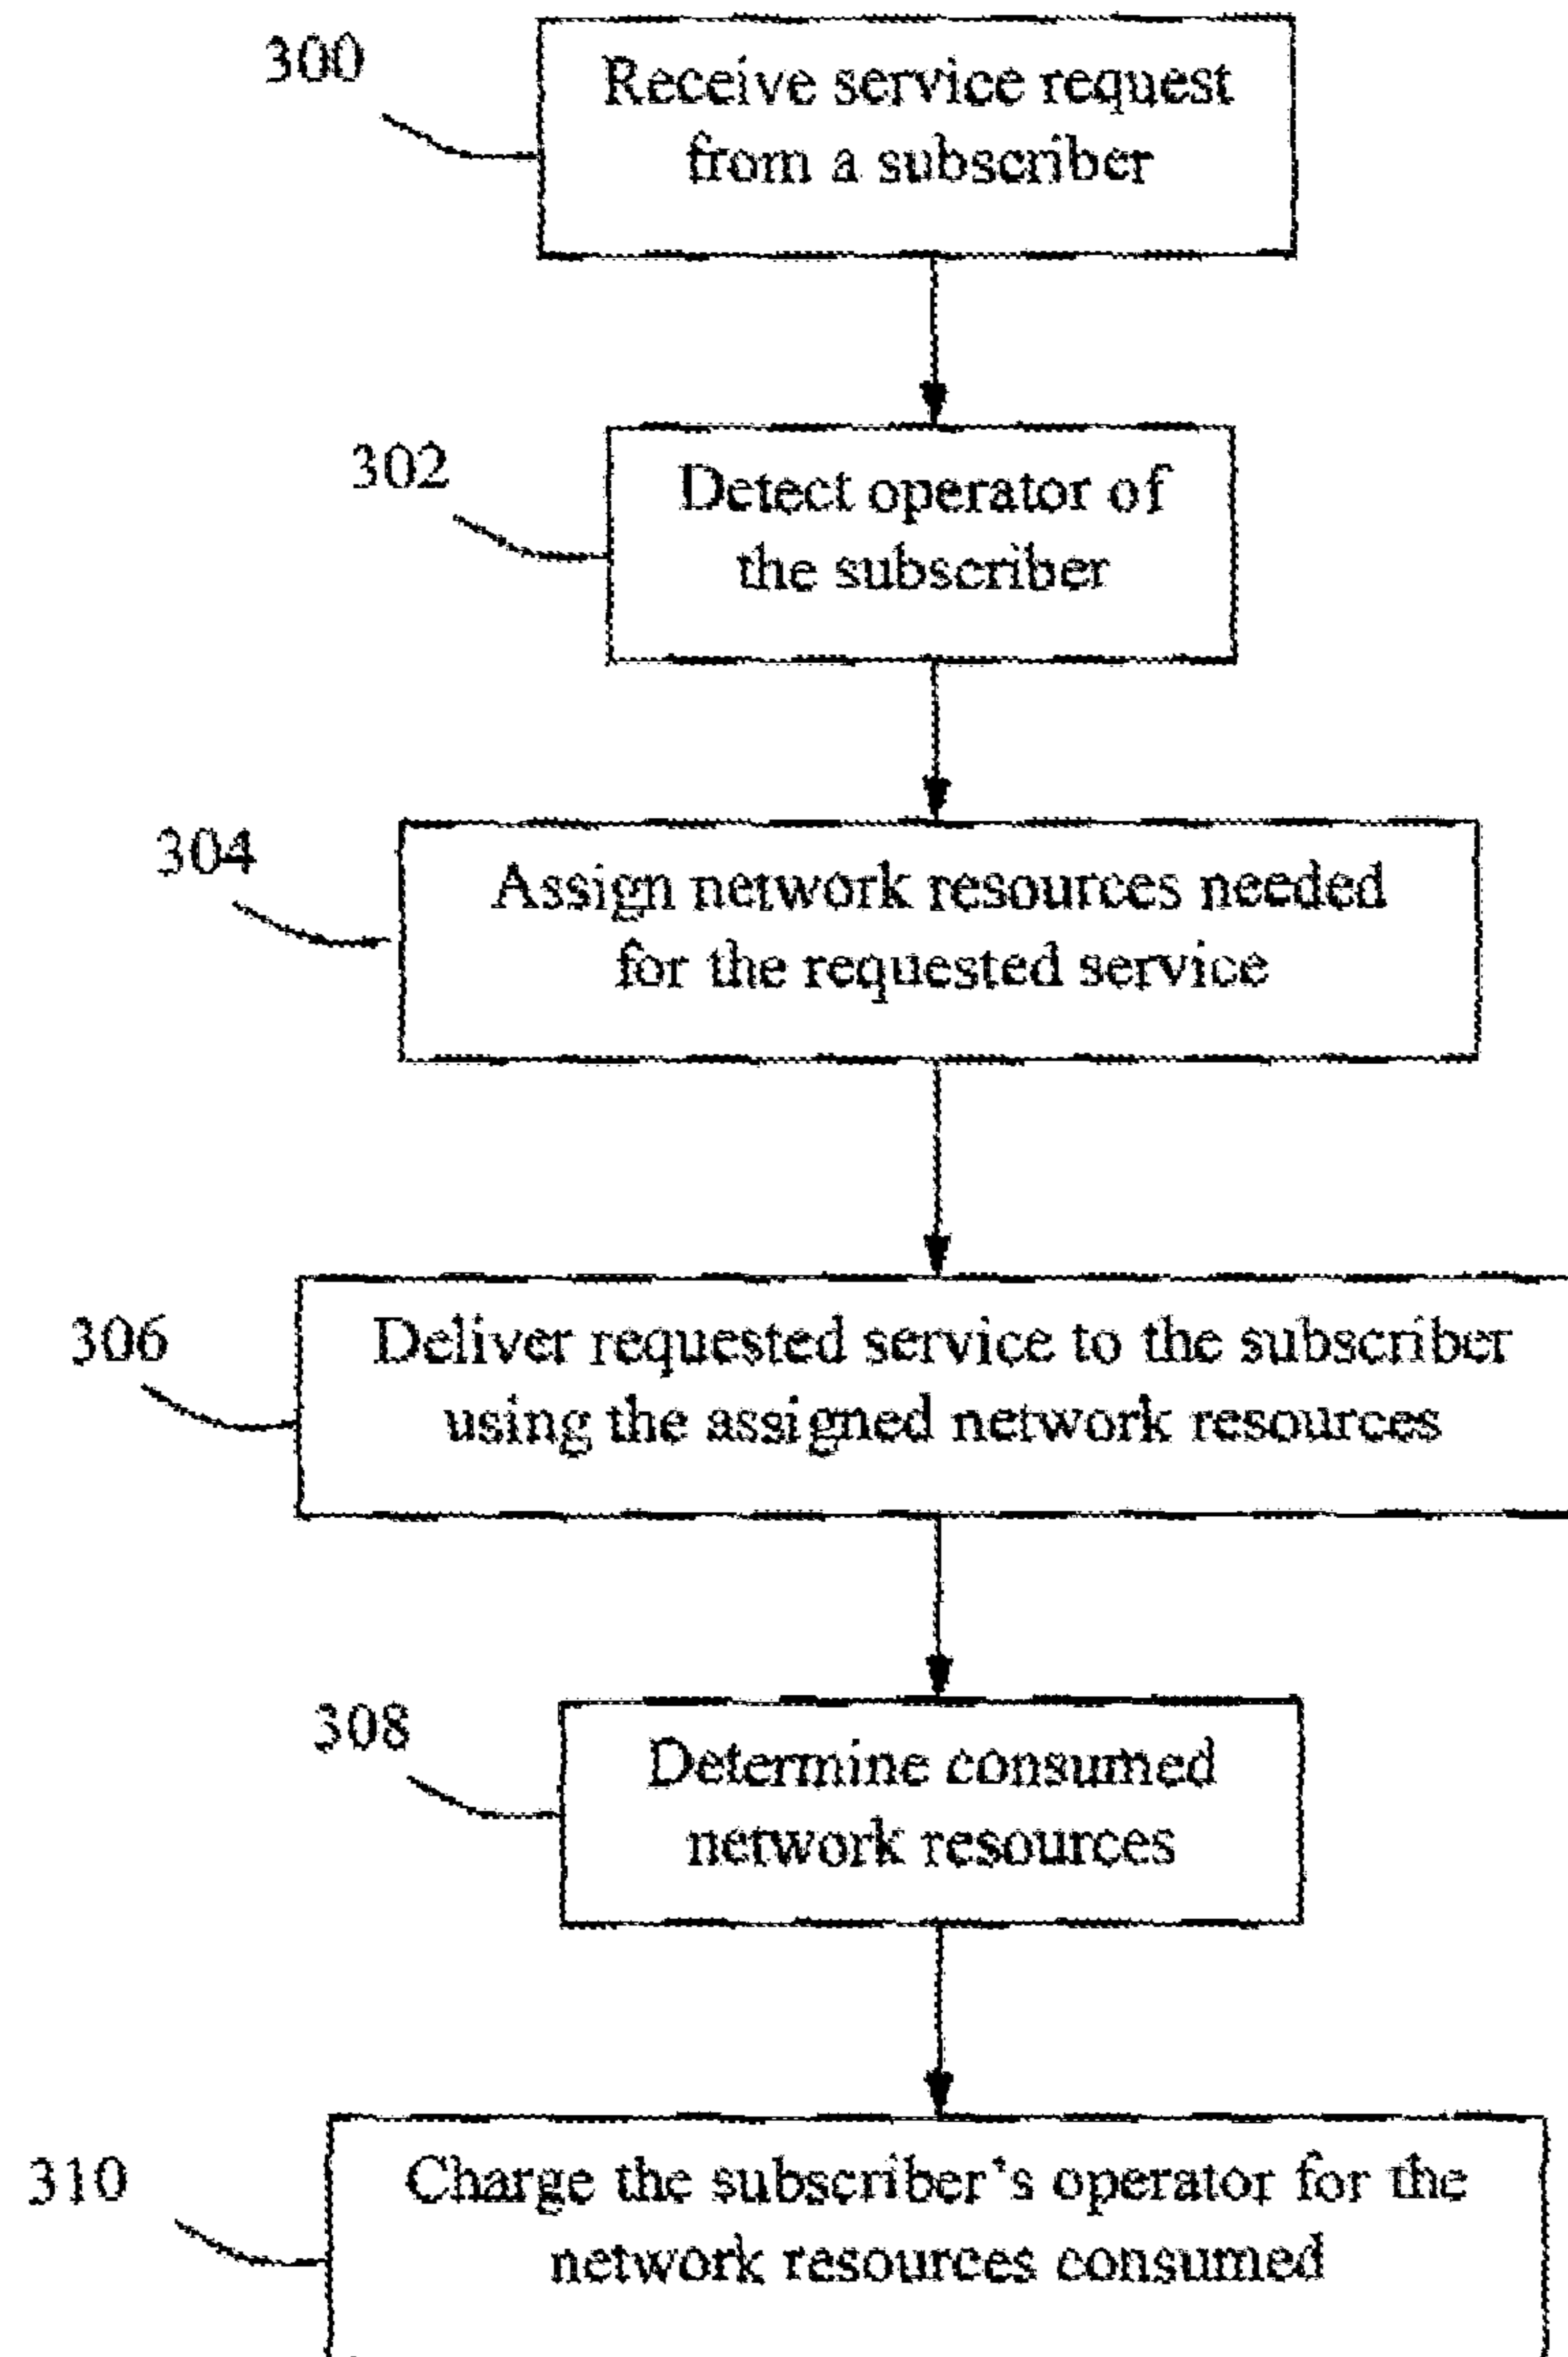 300
Receive service request
from a subscriber
302
Detect operator of
the subscriber
304
Assign network resources needed
for the requested service
306
Deliver requested service to the subscriber
using the assigned network resources
308
Determine consumed
network resources
310
Charge the subscriber's operator for the
network resources consumed